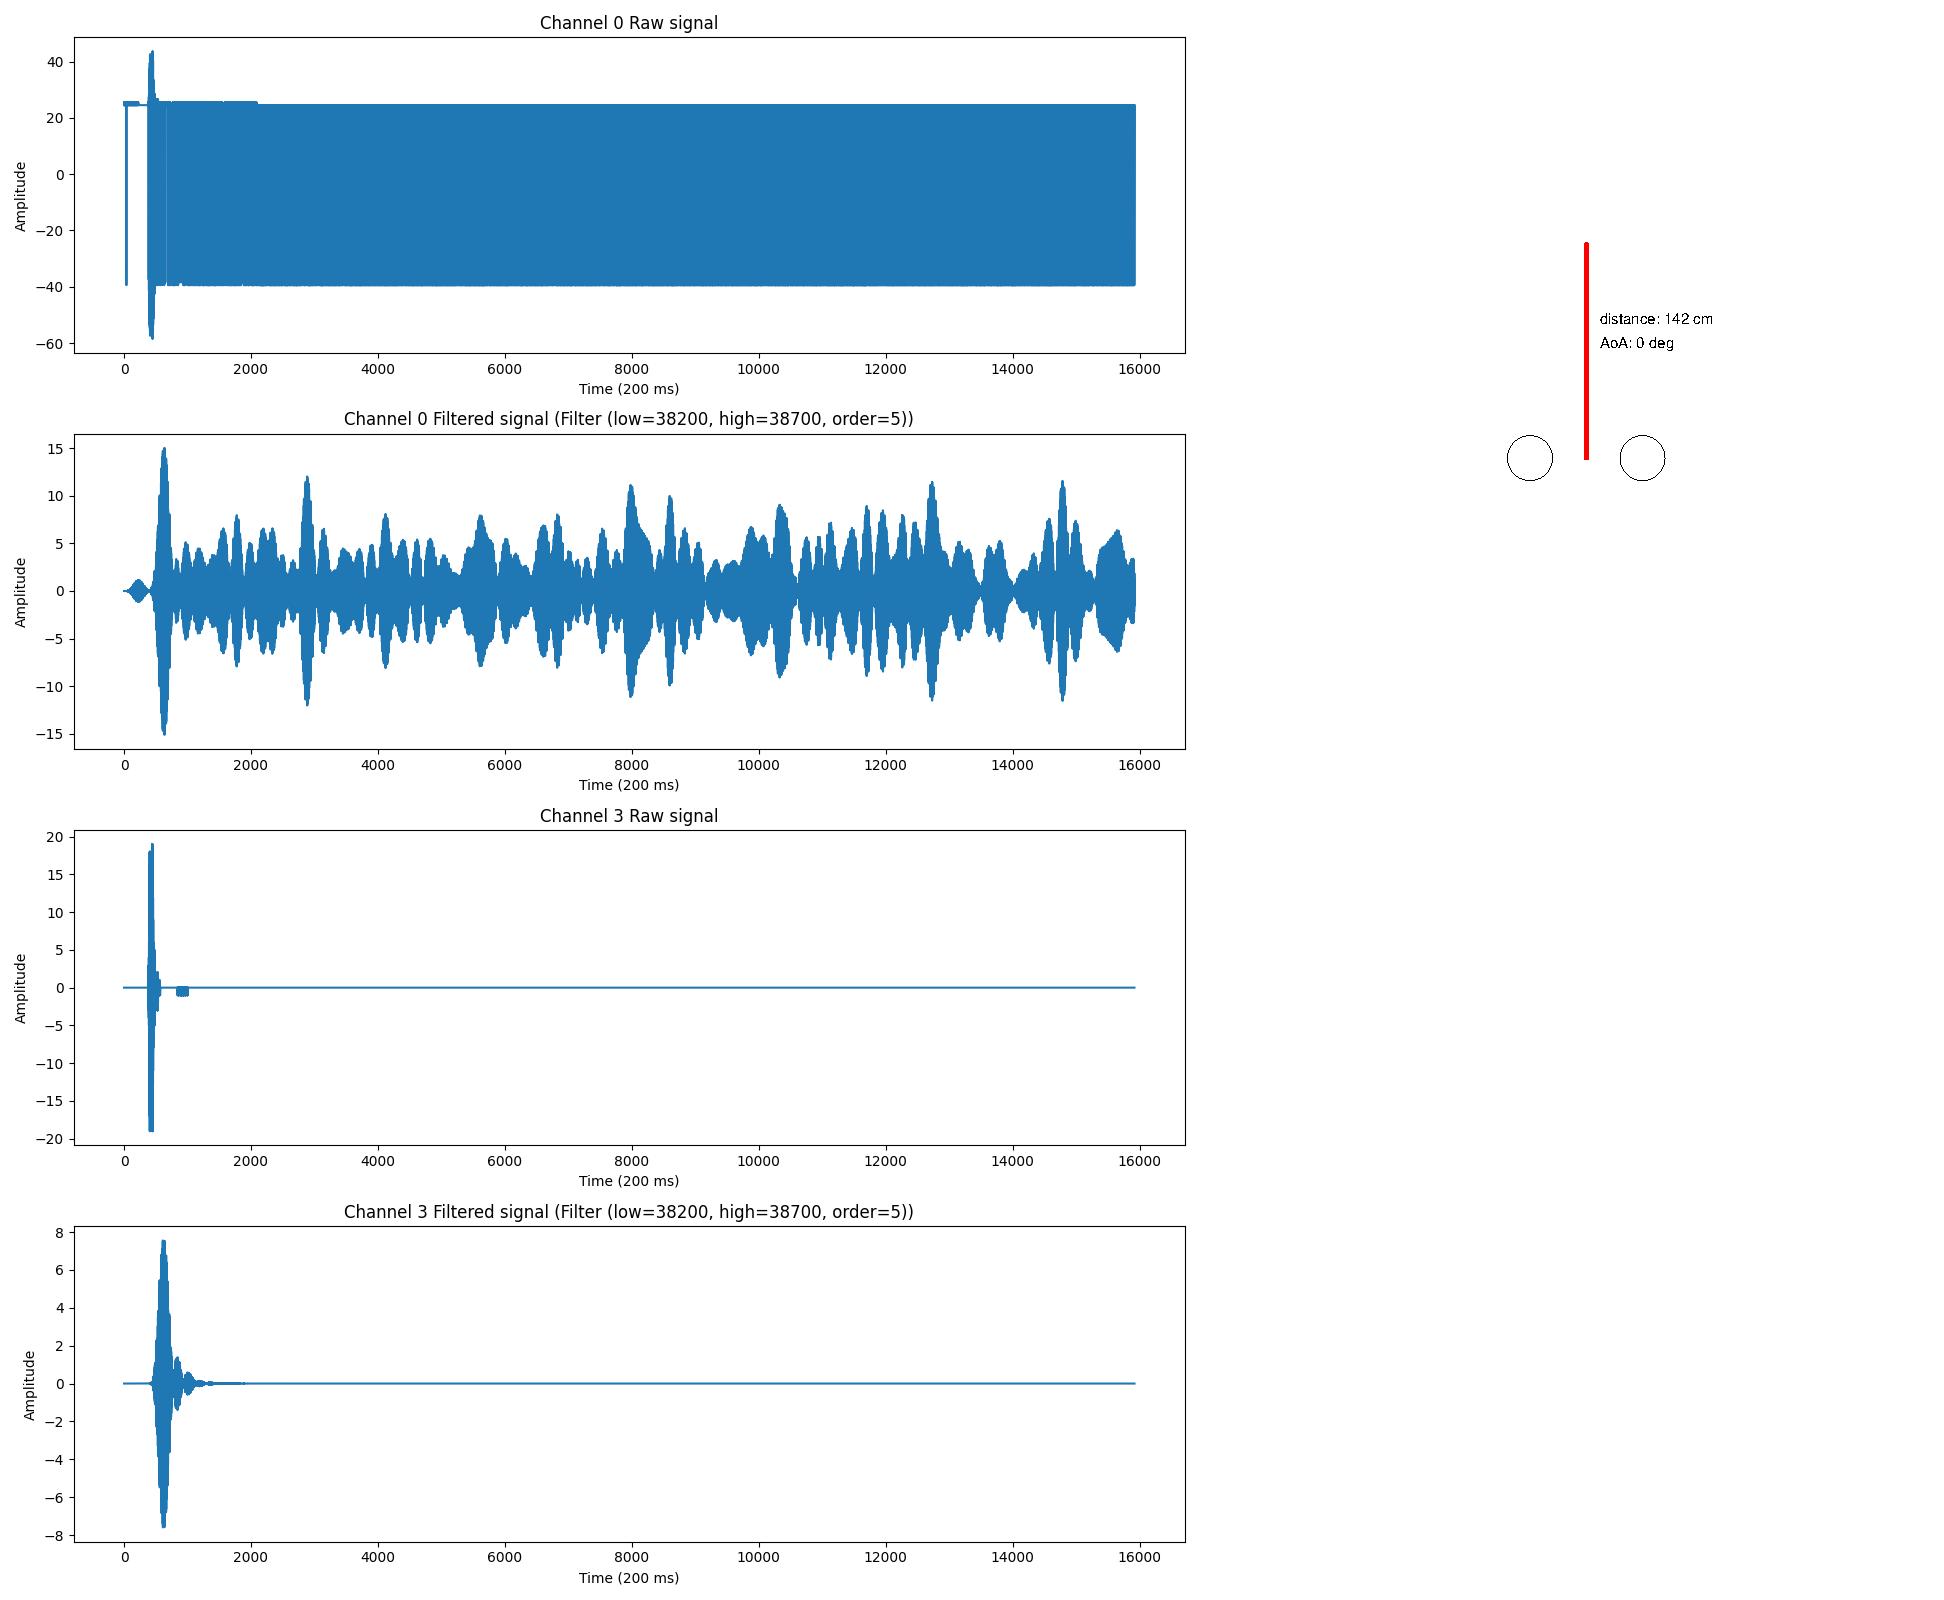 Channel 0 Raw signal
40
20
0
−20
−40
−60
Amplitude
0 2000 4000 6000 8000 10000 12000 14000 16000
Time (200 ms)
Channel 0 Filtered signal (Filter (low=38200, high=38700, order=5))
15
10
5
0
−5
−10
−15
Amplitude
0 2000 4000 6000 8000 10000 12000 14000 16000
Time (200 ms)
Channel 3 Raw signal
20
15
10
5
0
−5
−10
−15
−20
Amplitude
0 2000 4000 6000 8000 10000 12000 14000 16000
Time (200 ms)
Channel 3 Filtered signal (Filter (low=38200, high=38700, order=5))
8
6
4
2
0
−2
−4
−6
−8
Amplitude
0 2000 4000 6000 8000 10000 12000 14000 16000
Time (200 ms)
distance: 142 cm
AoA: 0 deg